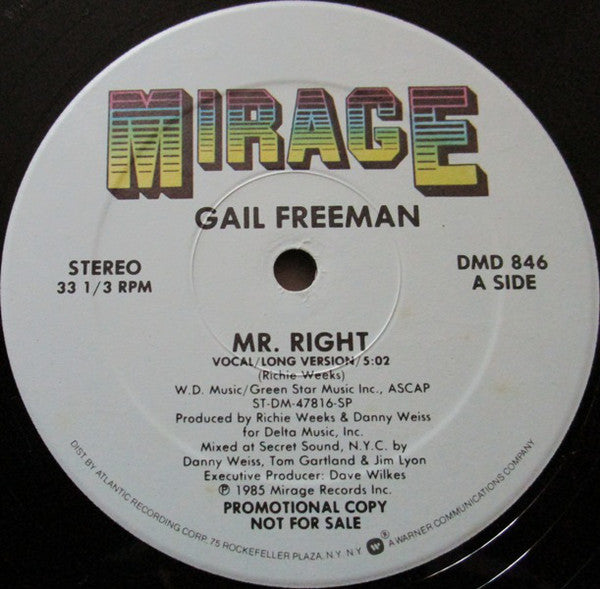 MIRAGE
GAIL FREEMAN
STEREO
33 1/3 RPM
DMD 846
A SIDE
MR. RIGHT
VOCAL/LONG VERSION/5:02
(Richie Weeks)
W.D. Music/Green Star Music Inc., ASCAP
ST-DM-47816-SP
Produced by Richie Weeks & Danny Weiss
for Delta Music, Inc.
Mixed at Secret Sound, N.Y.C. by
Danny Weiss, Tom Gartland & Jim Lyon
Executive Producer: Dave Wilkes
℗ 1985 Mirage Records Inc.
PROMOTIONAL COPY
NOT FOR SALE
DIST. BY ATLANTIC RECORDING CORP. 75 ROCKEFELLER PLAZA, N.Y. N.Y. W ® A WARNER COMMUNICATIONS COMPANY